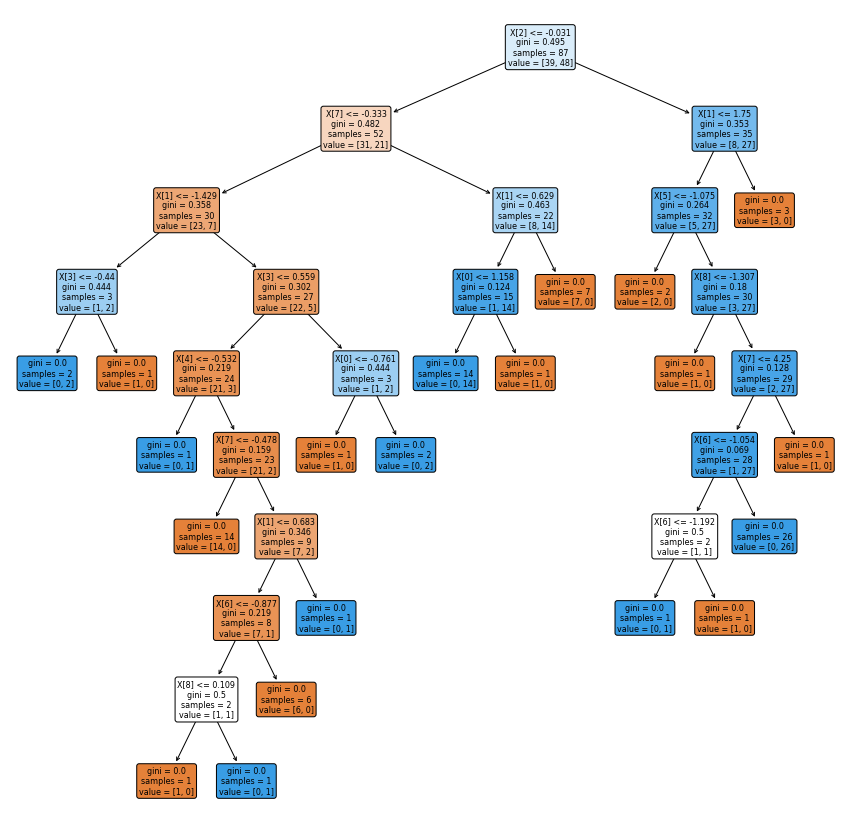 X[2] <= -0.031
gini = 0.495
samples = 87
value = [39, 48]
X[7] <= -0.333
gini = 0.482
samples = 52
value = [31, 21]
X[1] <= 1.75
gini = 0.353
samples = 35
value = [8, 27]
X[1] <= -1.429
gini = 0.358
samples = 30
value = [23, 7]
X[1] <= 0.629
gini = 0.463
samples = 22
value = [8, 14]
X[5] <= -1.075
gini = 0.264
samples = 32
value = [5, 27]
gini = 0.0
samples = 3
value = [3, 0]
X[3] <= -0.44
gini = 0.444
samples = 3
value = [1, 2]
X[3] <= 0.559
gini = 0.302
samples = 27
value = [22, 5]
X[0] <= 1.158
gini = 0.124
samples = 15
value = [1, 14]
gini = 0.0
samples = 7
value = [7, 0]
gini = 0.0
samples = 2
value = [2, 0]
X[8] <= -1.307
gini = 0.18
samples = 30
value = [3, 27]
gini = 0.0
samples = 2
value = [0, 2]
gini = 0.0
samples = 1
value = [1, 0]
X[4] <= -0.532
gini = 0.219
samples = 24
value = [21, 3]
X[0] <= -0.761
gini = 0.444
samples = 3
value = [1, 2]
gini = 0.0
samples = 14
value = [0, 14]
gini = 0.0
samples = 1
value = [1, 0]
gini = 0.0
samples = 1
value = [1, 0]
X[7] <= 4.25
gini = 0.128
samples = 29
value = [2, 27]
gini = 0.0
samples = 1
value = [0, 1]
X[7] <= -0.478
gini = 0.159
samples = 23
value = [21, 2]
gini = 0.0
samples = 1
value = [1, 0]
gini = 0.0
samples = 2
value = [0, 2]
X[6] <= -1.054
gini = 0.069
samples = 28
value = [1, 27]
gini = 0.0
samples = 1
value = [1, 0]
gini = 0.0
samples = 14
value = [14, 0]
X[1] <= 0.683
gini = 0.346
samples = 9
value = [7, 2]
X[6] <= -1.192
gini = 0.5
samples = 2
value = [1, 1]
gini = 0.0
samples = 26
value = [0, 26]
X[6] <= -0.877
gini = 0.219
samples = 8
value = [7, 1]
gini = 0.0
samples = 1
value = [0, 1]
gini = 0.0
samples = 1
value = [0, 1]
gini = 0.0
samples = 1
value = [1, 0]
X[8] <= 0.109
gini = 0.5
samples = 2
value = [1, 1]
gini = 0.0
samples = 6
value = [6, 0]
gini = 0.0
samples = 1
value = [1, 0]
gini = 0.0
samples = 1
value = [0, 1]